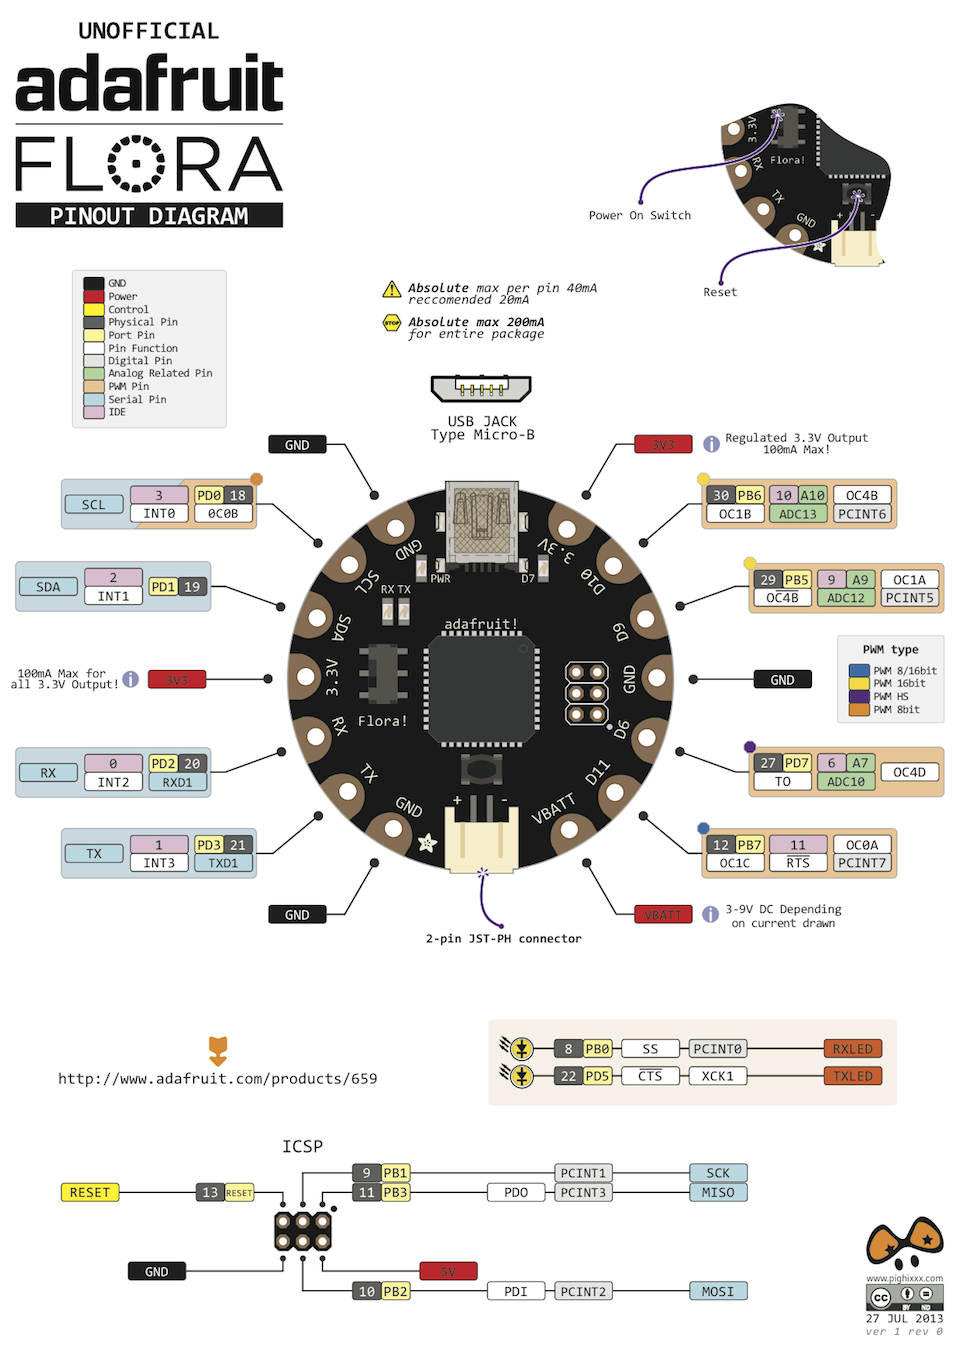 UNOFFICIAL
adafruit
FLORA
PINOUT DIAGRAM
3.3V
RX
TX
GND
Flora!
+ -
Power On Switch
Reset
GND
Power
Control
Physical Pin
Port Pin
Pin Function
Digital Pin
Analog Related Pin
PWM Pin
Serial Pin
IDE
Absolute max per pin 40mA
reccomended 20mA
STOP
Absolute max 200mA
for entire package
USB JACK
Type Micro-B
GND
3V3
Regulated 3.3V Output
100mA Max!
SCL 3 PD0 18
INT0 OC0B
30 PB6 10 A10 OC4B
OC1B ADC13 PCINT6
SDA 2 PD1 19
INT1
29 PB5 9 A9 OC1A
OC4B ADC12 PCINT5
100mA Max for
all 3.3V Output!
3V3
GND
PWM type
PWM 8/16bit
PWM 16bit
PWM HS
PWM 8bit
RX 0 PD2 20
INT2 RXD1
27 PD7 6 A7 OC4D
TO ADC10
TX 1 PD3 21
INT3 TXD1
12 PB7 11 OC0A
OC1C RTS PCINT7
GND
VBATT
3-9V DC Depending
on current drawn
GND
3.3V
SCL
D10
PWR
D7
RX TX
SDA
D9
adafruit!
3.3V
GND
Flora!
RX
D6
TX
D11
GND
VBATT
+ -
2-pin JST-PH connector
http://www.adafruit.com/products/659
8 PB0 SS PCINT0 RXLED
22 PD5 CTS XCK1 TXLED
ICSP
9 PB1 PCINT1 SCK
RESET 13 RESET
11 PB3 PDO PCINT3 MISO
GND
5V
10 PB2 PDI PCINT2 MOSI
www.pighixxx.com
CC BY ND
27 JUL 2013
ver 1 rev 0